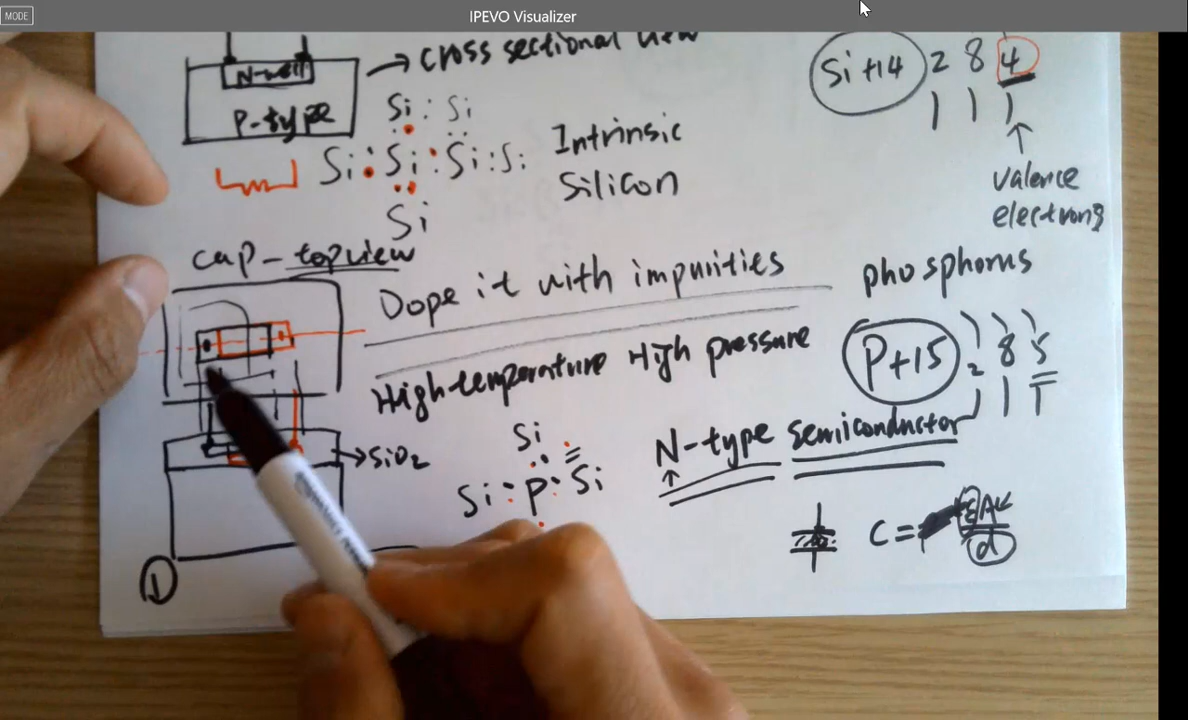 MODE
IPEVO Visualizer
N-well
P-type
→ cross sectional view
Si : Si
Si : Si : Si : Si
Si
Intrinsic
Silicon
Si +14 2 8 4
valence
electrons
cap - top view
Dope it with impurities
High-temperature High pressure
phosphorus
P+15 2 8 5
→ SiO2
Si
Si : P : Si
N-type semiconductor
C =
d
1